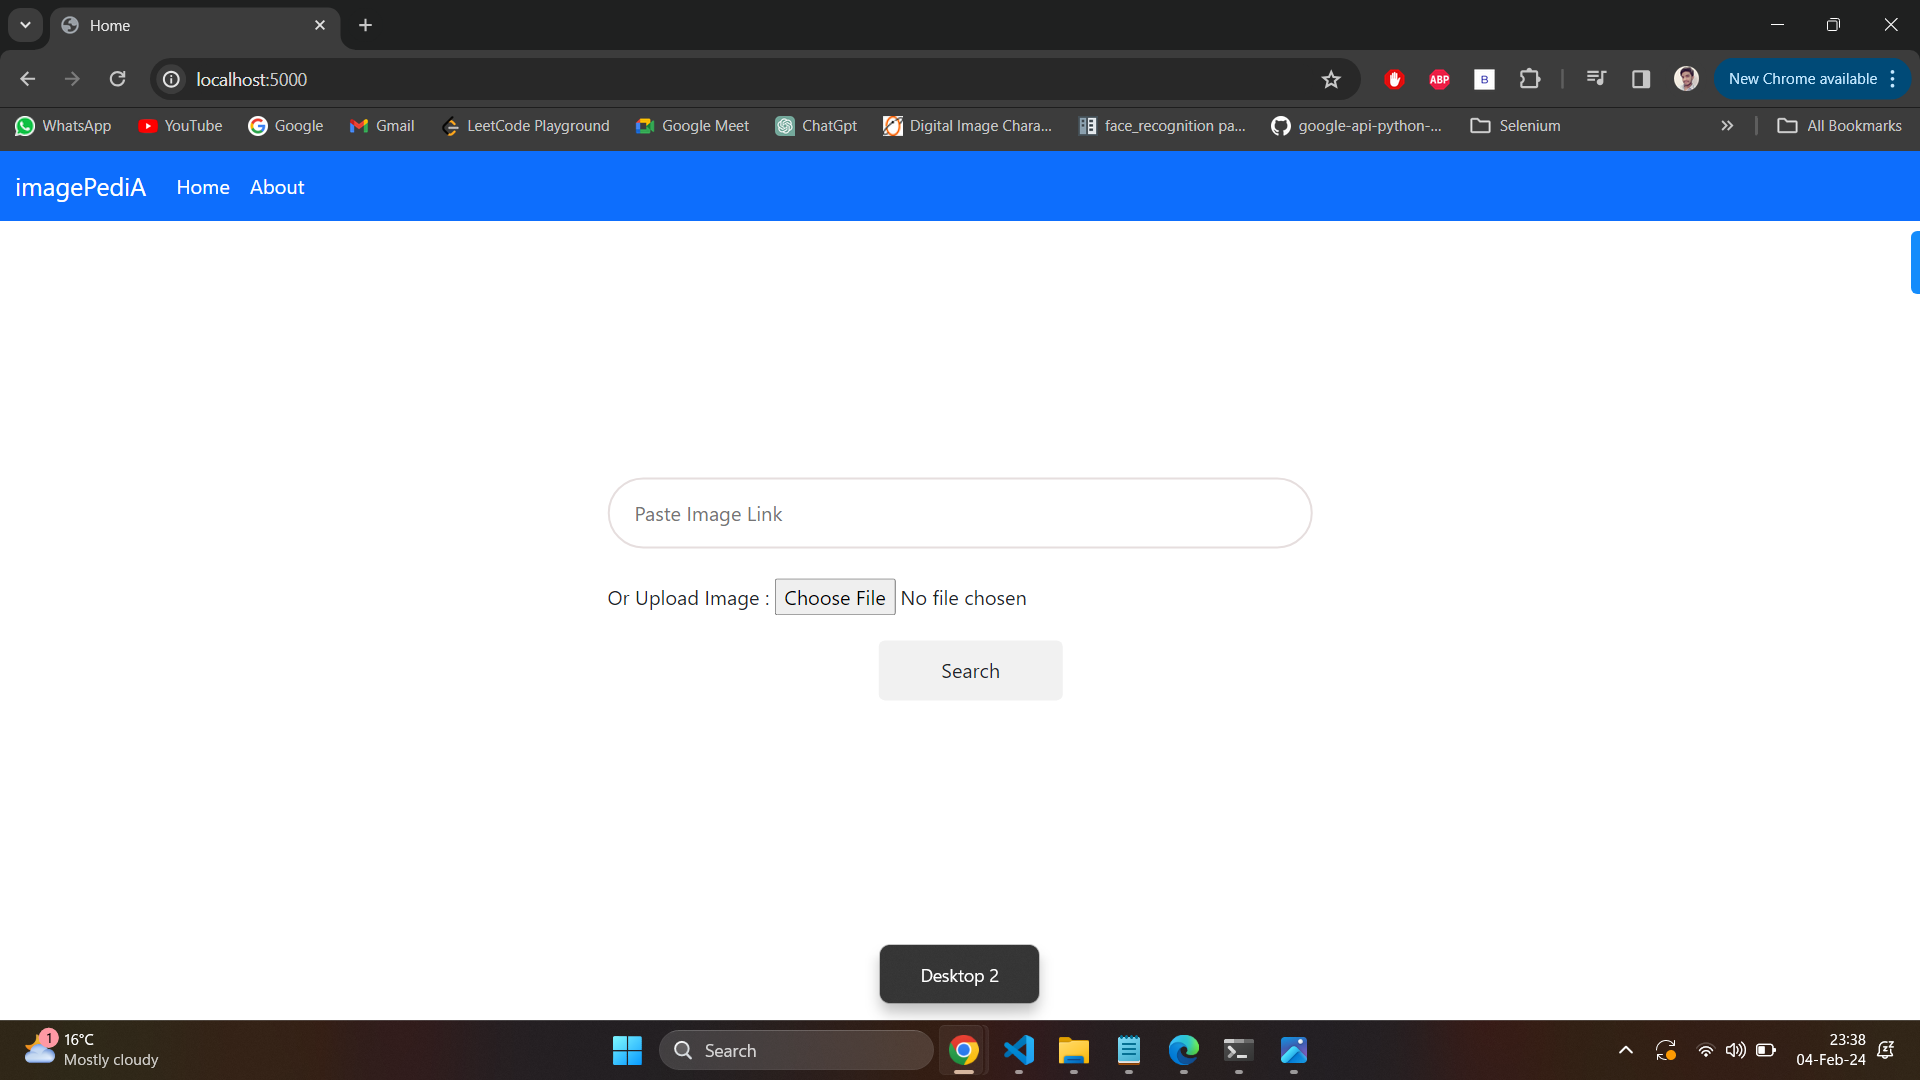 Home
localhost:5000
ABP
B
New Chrome available
WhatsApp
YouTube
Google
Gmail
LeetCode Playground
Google Meet
ChatGpt
Digital Image Chara...
face_recognition pa...
google-api-python-...
Selenium
All Bookmarks
imagePediA
Home
About
Paste Image Link
Or Upload Image : Choose File No file chosen
Search
Desktop 2
1
16°C
Mostly cloudy
Search
23:38
04-Feb-24